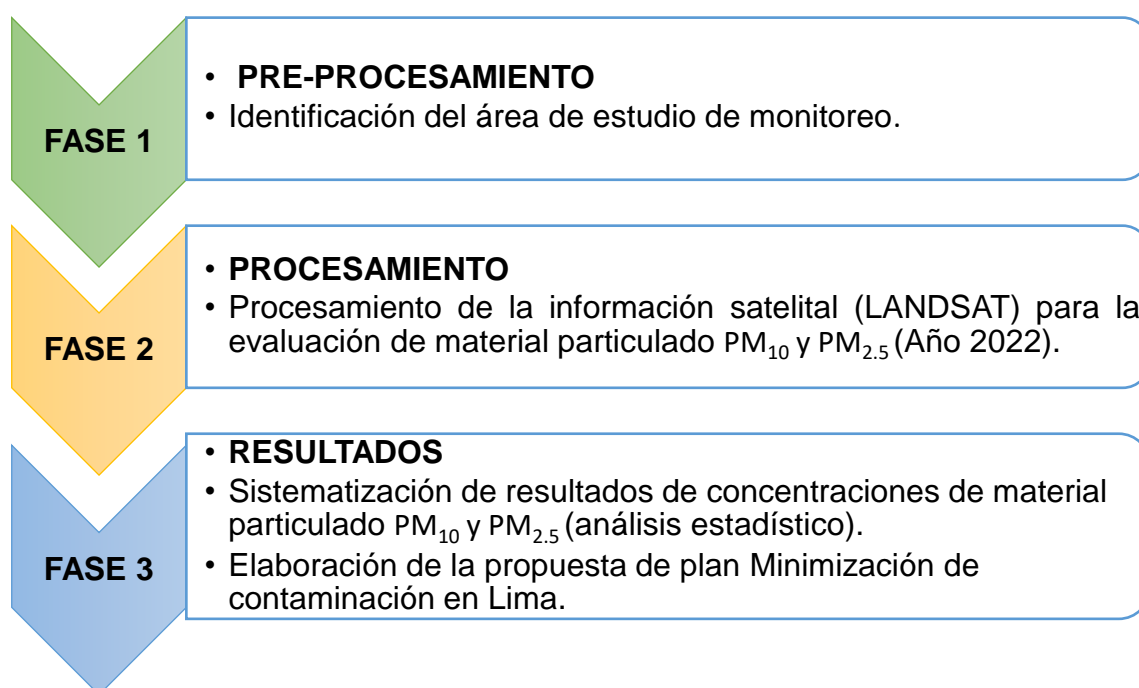 FASE 1
• PRE-PROCESAMIENTO
• Identificación del área de estudio de monitoreo.
FASE 2
• PROCESAMIENTO
• Procesamiento de la información satelital (LANDSAT) para la
evaluación de material particulado PM₁₀ y PM₂.₅ (Año 2022).
FASE 3
• RESULTADOS
• Sistematización de resultados de concentraciones de material
particulado PM₁₀ y PM₂.₅ (análisis estadístico).
• Elaboración de la propuesta de plan Minimización de
contaminación en Lima.